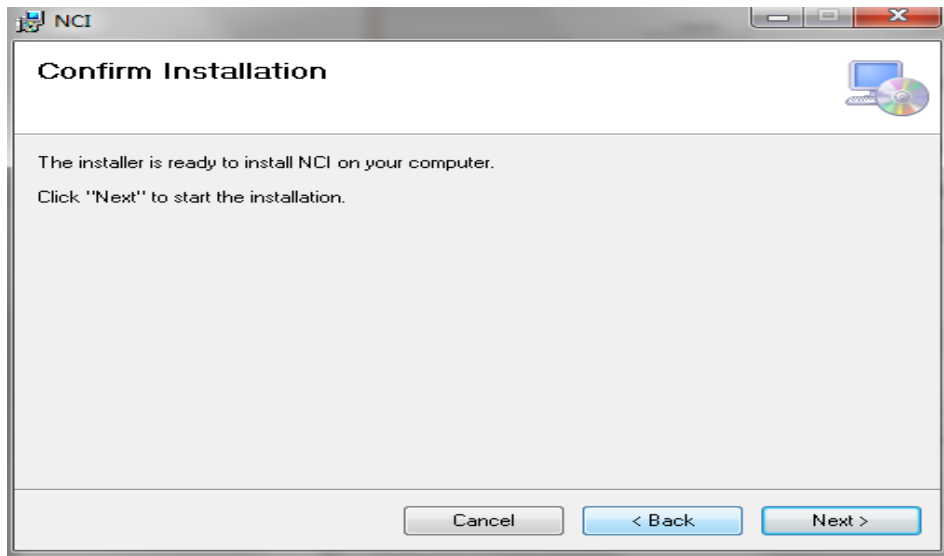 NCI
Confirm Installation
The installer is ready to install NCI on your computer.
Click "Next" to start the installation.
Cancel
< Back
Next >